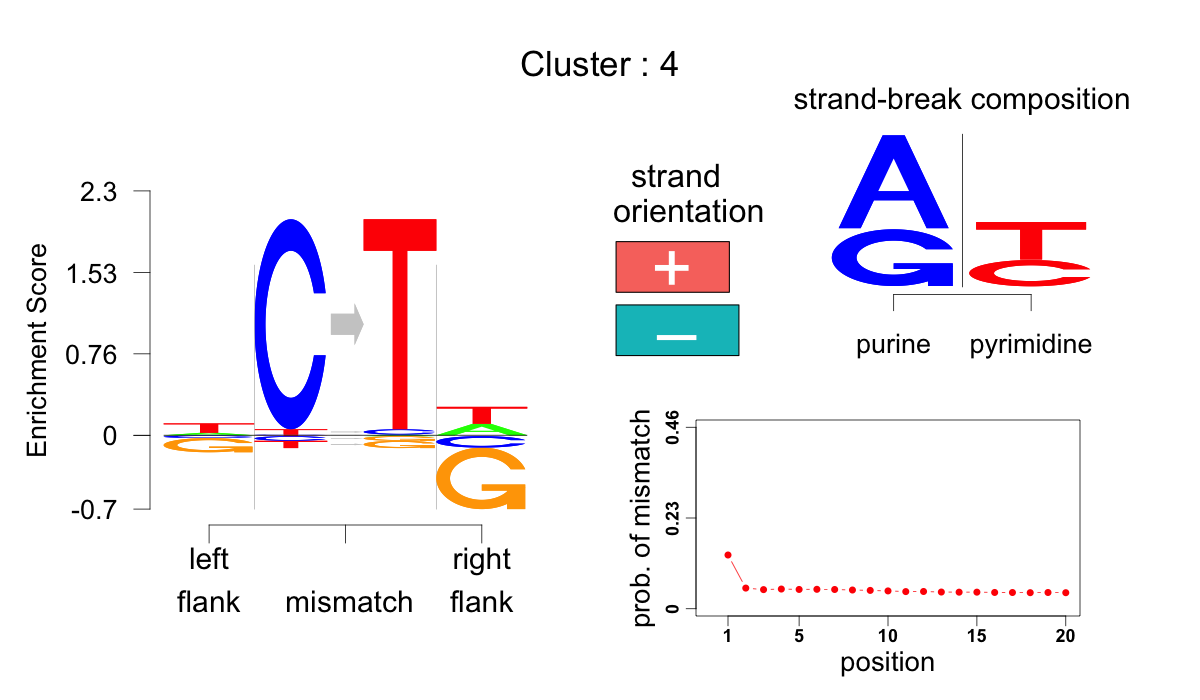 Cluster : 4
Enrichment Score
2.3
1.53
0.76
0
-0.7
T
G
C
T
T
A
C
G
left
flank
mismatch
right
flank
strand
orientation
+
−
strand-break composition
A
G
T
C
purine
pyrimidine
prob. of mismatch
0.46
0.23
0
1
5
10
15
20
position